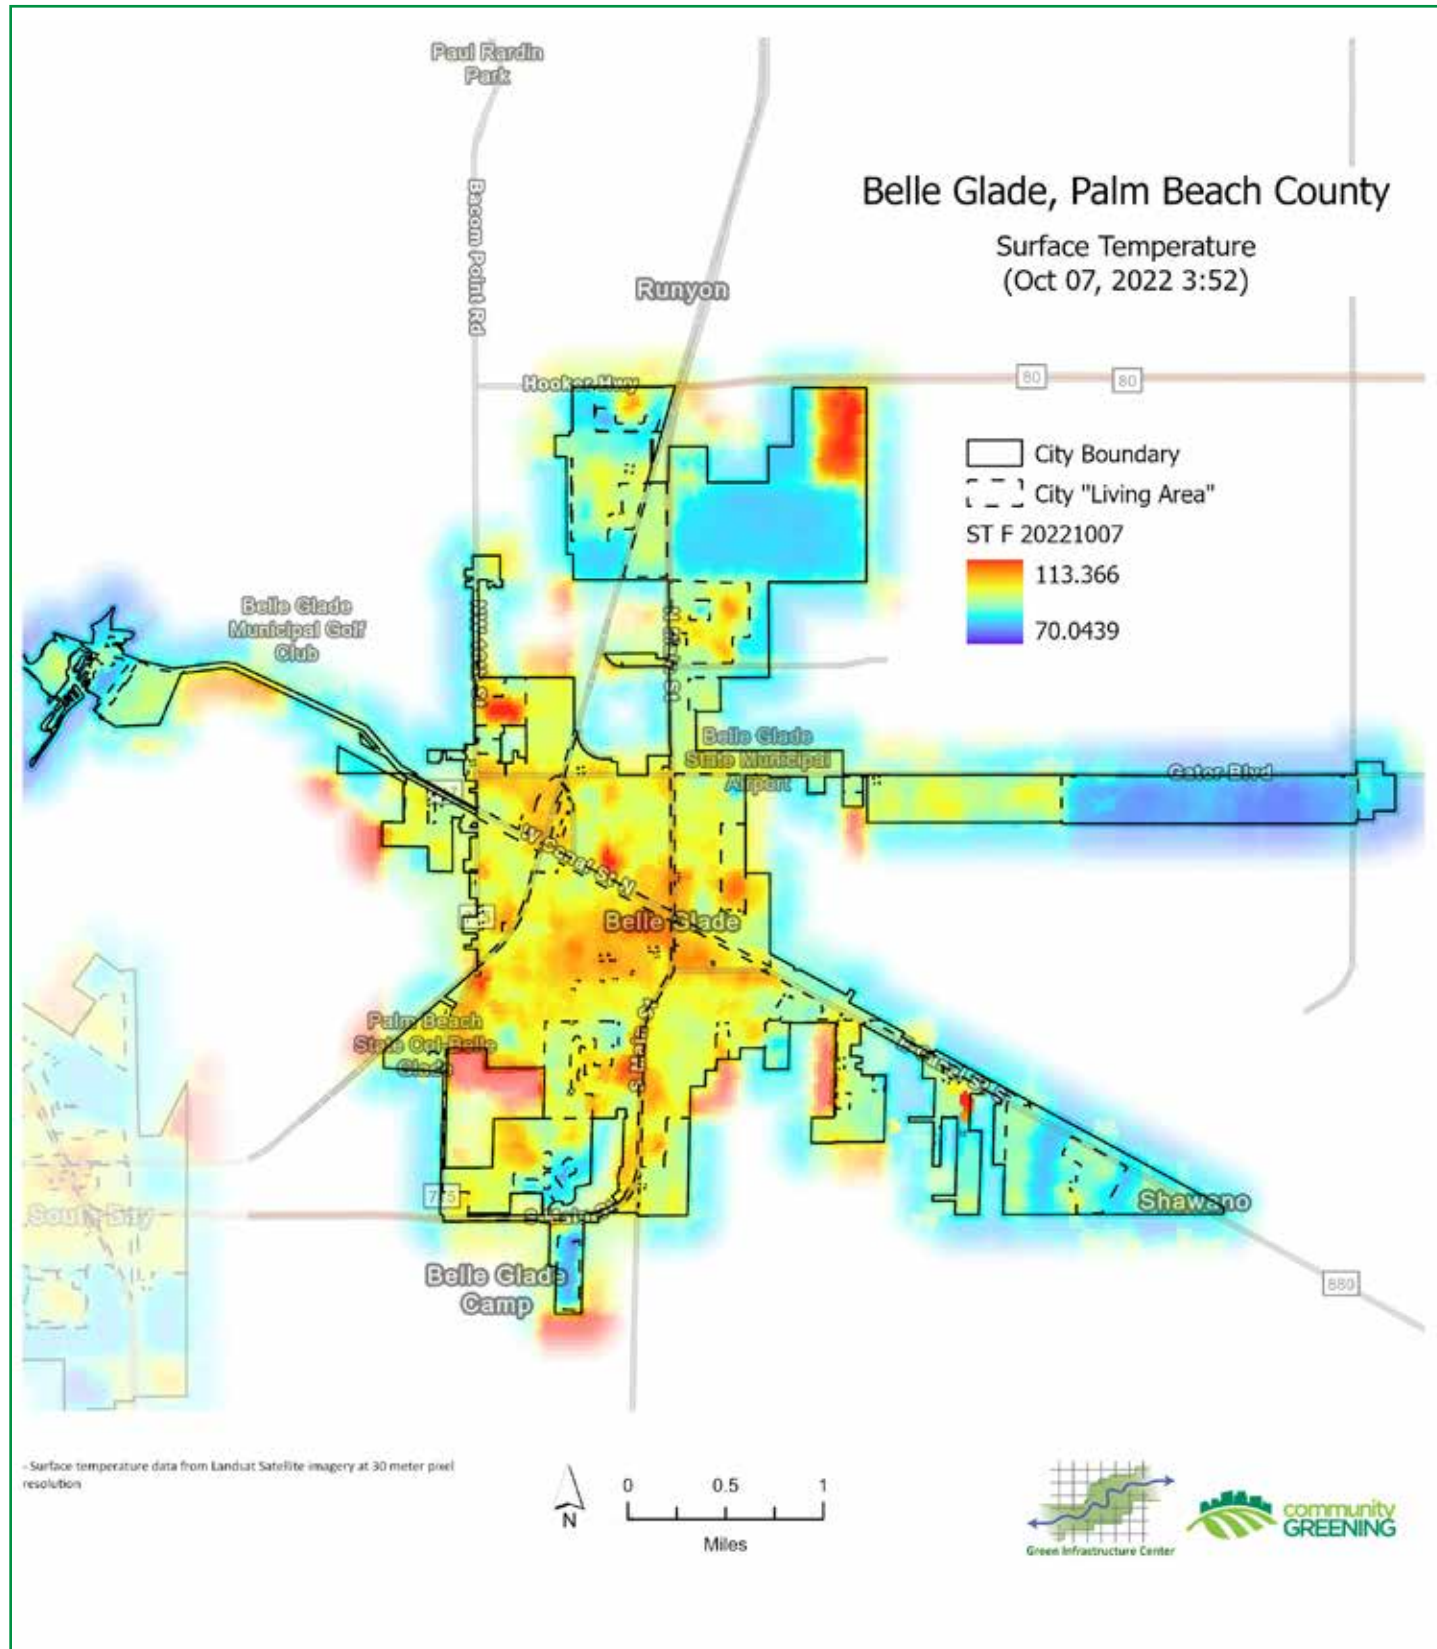 Paul Rardin
Park
Bacom Point Rd
Belle Glade, Palm Beach County
Surface Temperature
(Oct 07, 2022 3:52)
Runyon
Hooker Hwy
80
80
City Boundary
City "Living Area"
ST F 20221007
113.366
70.0439
Belle Glade
Municipal Golf
Club
Belle Glade
State Municipal
Airport
Gator Blvd
W Canal St N
Belle Glade
Palm Beach
State Col-Belle
Glade
S Main St
Shawano
South Bay
Belle Glade
Camp
880
- Surface temperature data from Landsat Satellite imagery at 30 meter pixel
resolution
N
0 0.5 1
Miles
Green Infrastructure Center
community
GREENING